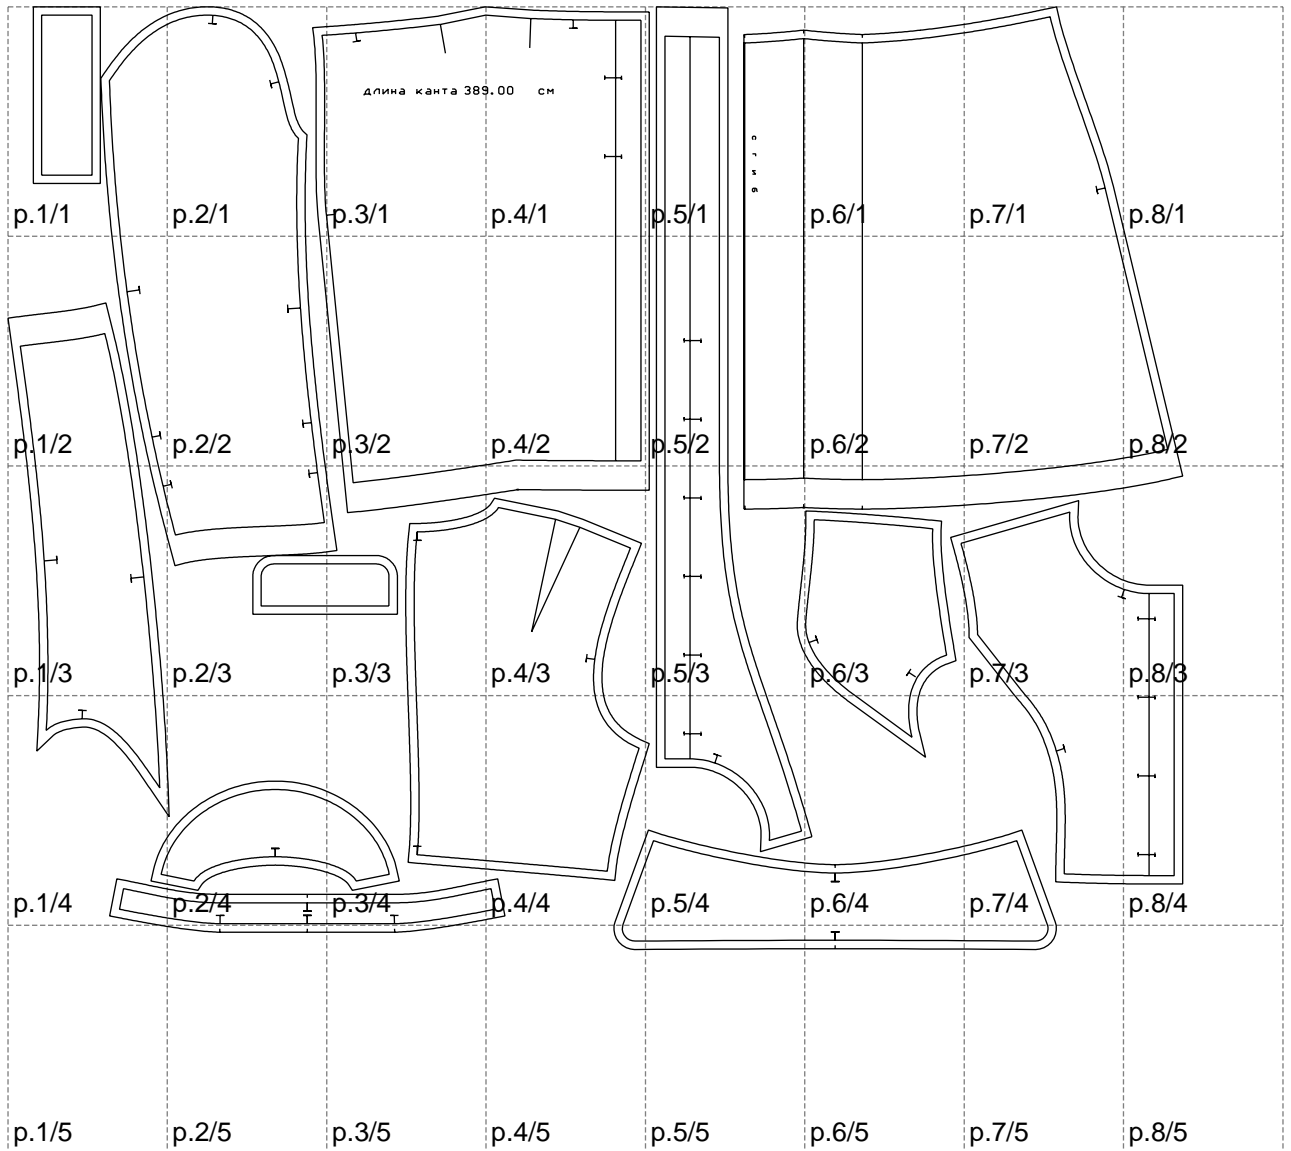 длина канта 389.00 см
сгиб
p.1/1 p.2/1 p.3/1 p.4/1 p.5/1 p.6/1 p.7/1 p.8/1
p.1/2 p.2/2 p.3/2 p.4/2 p.5/2 p.6/2 p.7/2 p.8/2
p.1/3 p.2/3 p.3/3 p.4/3 p.5/3 p.6/3 p.7/3 p.8/3
p.1/4 p.2/4 p.3/4 p.4/4 p.5/4 p.6/4 p.7/4 p.8/4
p.1/5 p.2/5 p.3/5 p.4/5 p.5/5 p.6/5 p.7/5 p.8/5